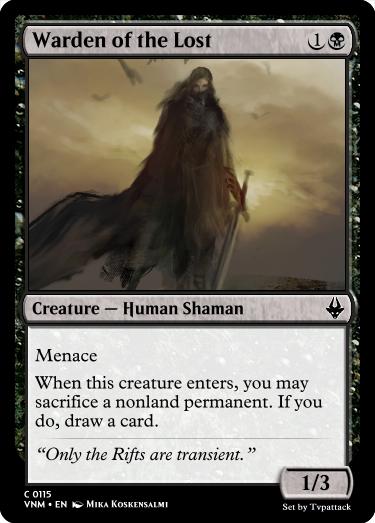 Warden of the Lost 1
Creature — Human Shaman
Menace
When this creature enters, you may
sacrifice a nonland permanent. If you
do, draw a card.
“Only the Rifts are transient.”
1/3
C 0115
VNM • EN Mika Koskensalmi
Set by Tvpattack